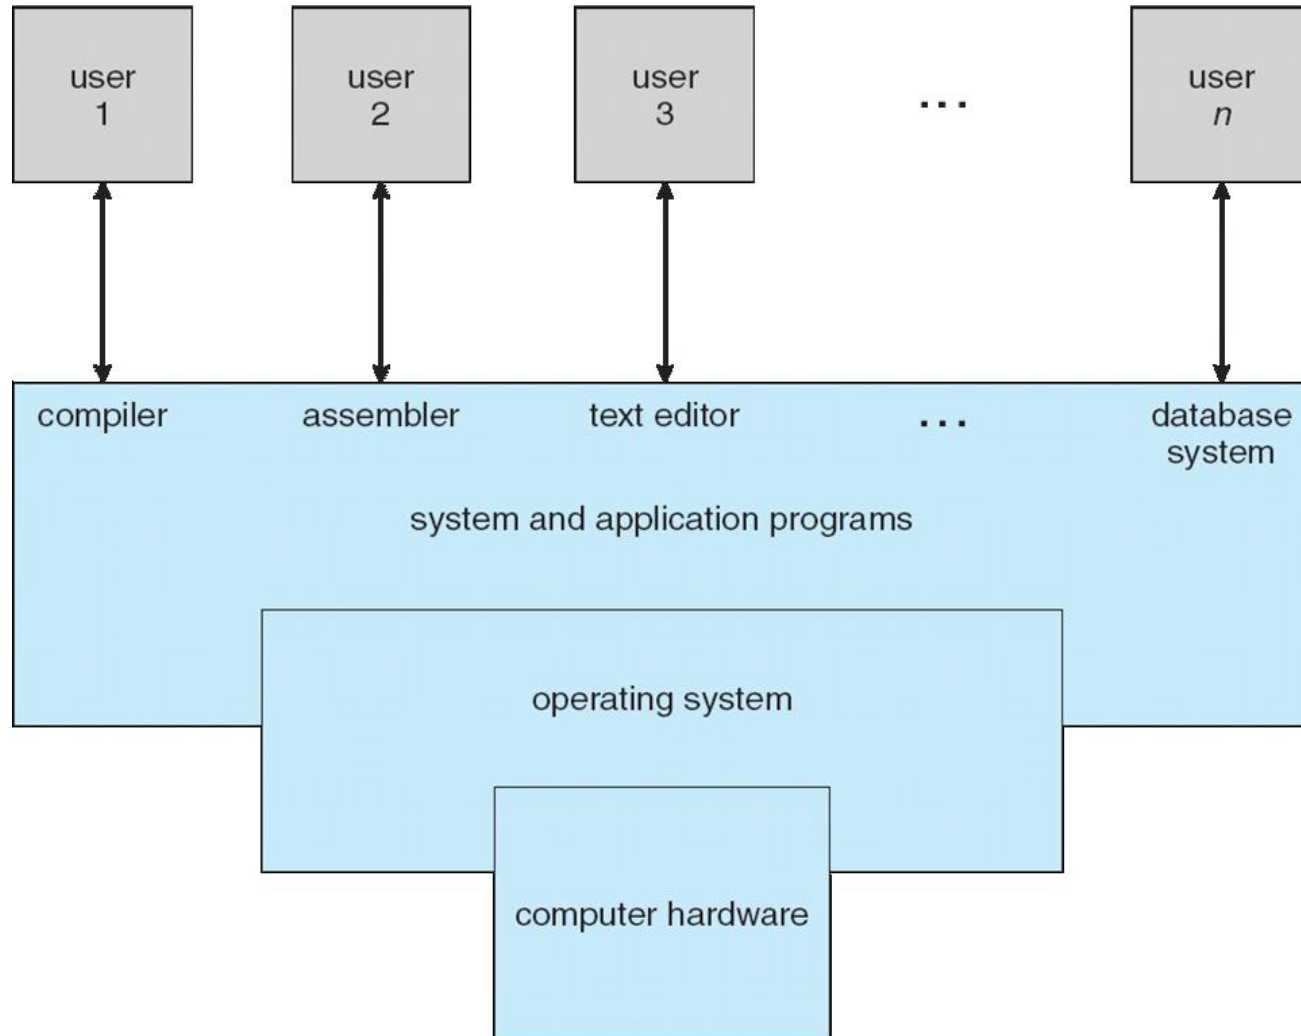 user
1
user
2
user
3
...
user
n
compiler
assembler
text editor
...
database
system
system and application programs
operating system
computer hardware